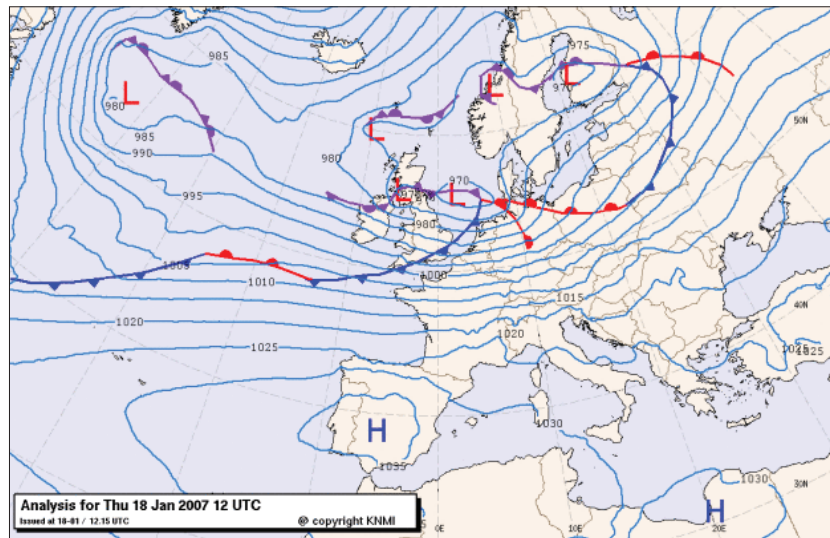 985
975
L
L
L
980
970
L
50N
985
990
980
970
L
L
995
980
1005
1000
1010
1015
40N
1020
1020
1025
1025
1025
1030
H
1035
1030
30N
H
Analysis for Thu 18 Jan 2007 12 UTC
Issued at 18-01 / 12.15 UTC
@ copyright KNMI
0E
10E
20E